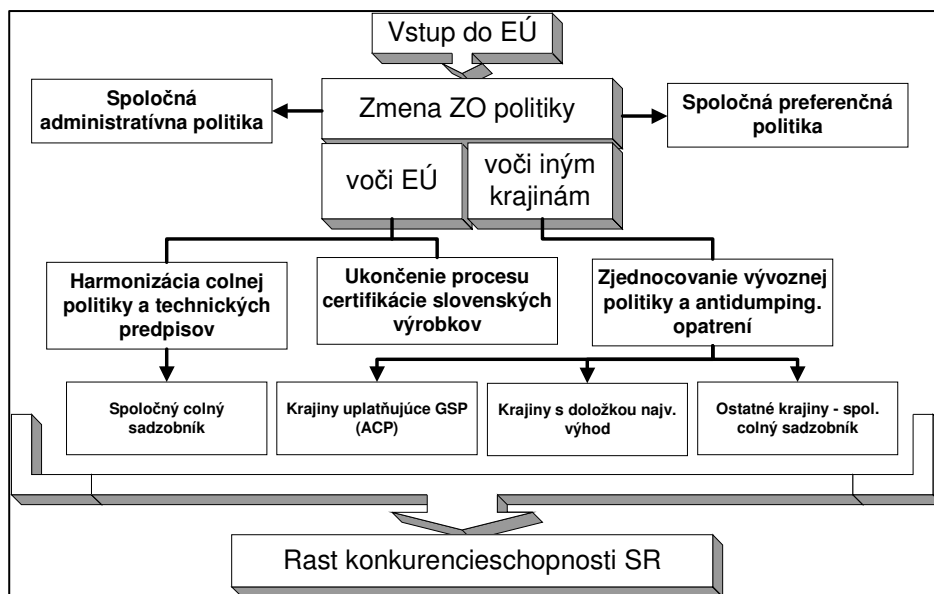 Vstup do EÚ
Spoločná
administratívna politika
Zmena ZO politiky
Spoločná preferenčná
politika
voči EÚ
voči iným
krajinám
Harmonizácia colnej
politiky a technických
predpisov
Ukončenie procesu
certifikácie slovenských
výrobkov
Zjednocovanie vývoznej
politiky a antidumping.
opatrení
Spoločný colný
sadzobník
Krajiny uplatňujúce GSP
(ACP)
Krajiny s doložkou najv.
výhod
Ostatné krajiny - spol.
colný sadzobník
Rast konkurencieschopnosti SR